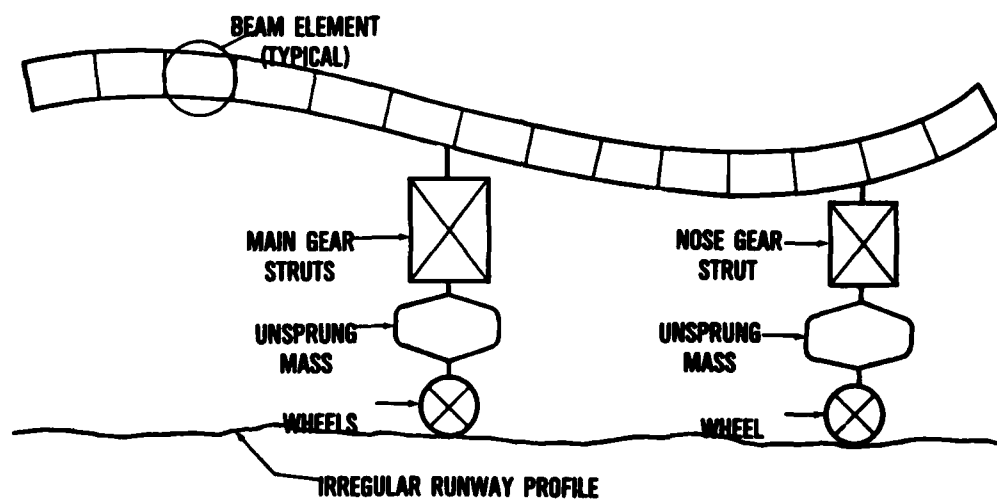 BEAM ELEMENT
(TYPICAL)
MAIN GEAR
STRUTS
NOSE GEAR
STRUT
UNSPRUNG
MASS
UNSPRUNG
MASS
WHEELS
WHEEL
IRREGULAR RUNWAY PROFILE